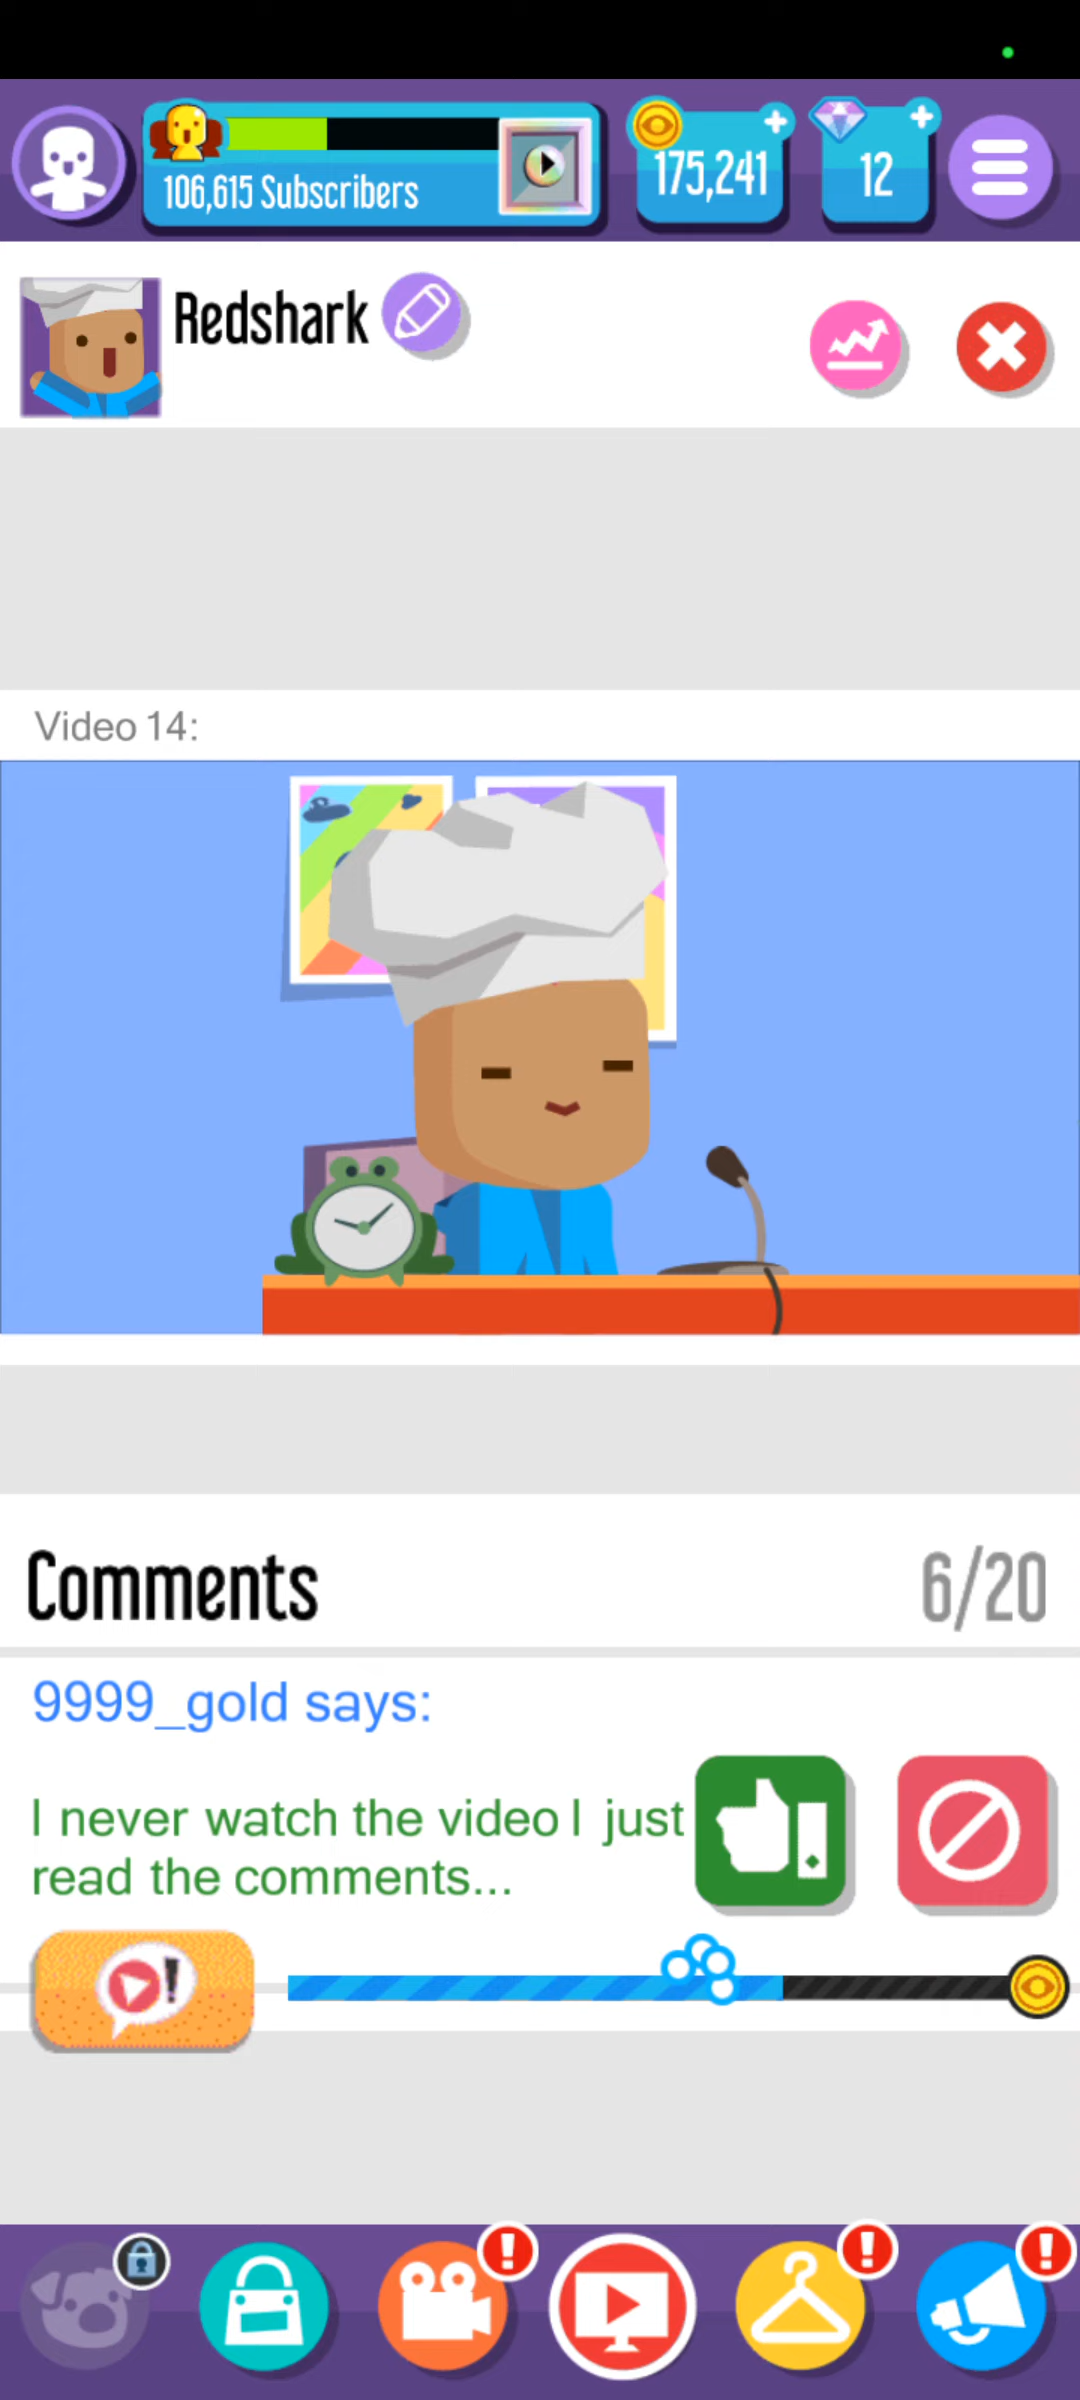 106,615 Subscribers
175,241
12
Redshark
Video 14:
Comments
6/20
9999_gold says:
I never watch the video I just
read the comments...